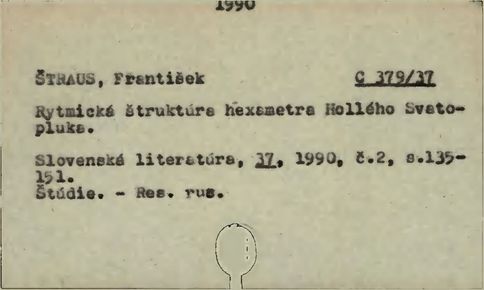 1990
ŠTRAUS, František C 379/37
Rytmická štruktúra hexametra Hollého Svato-
pluka.
Slovenská literatúra, 37, 1990, č.2, s.135-
151.
Štúdie. - Res. rus.